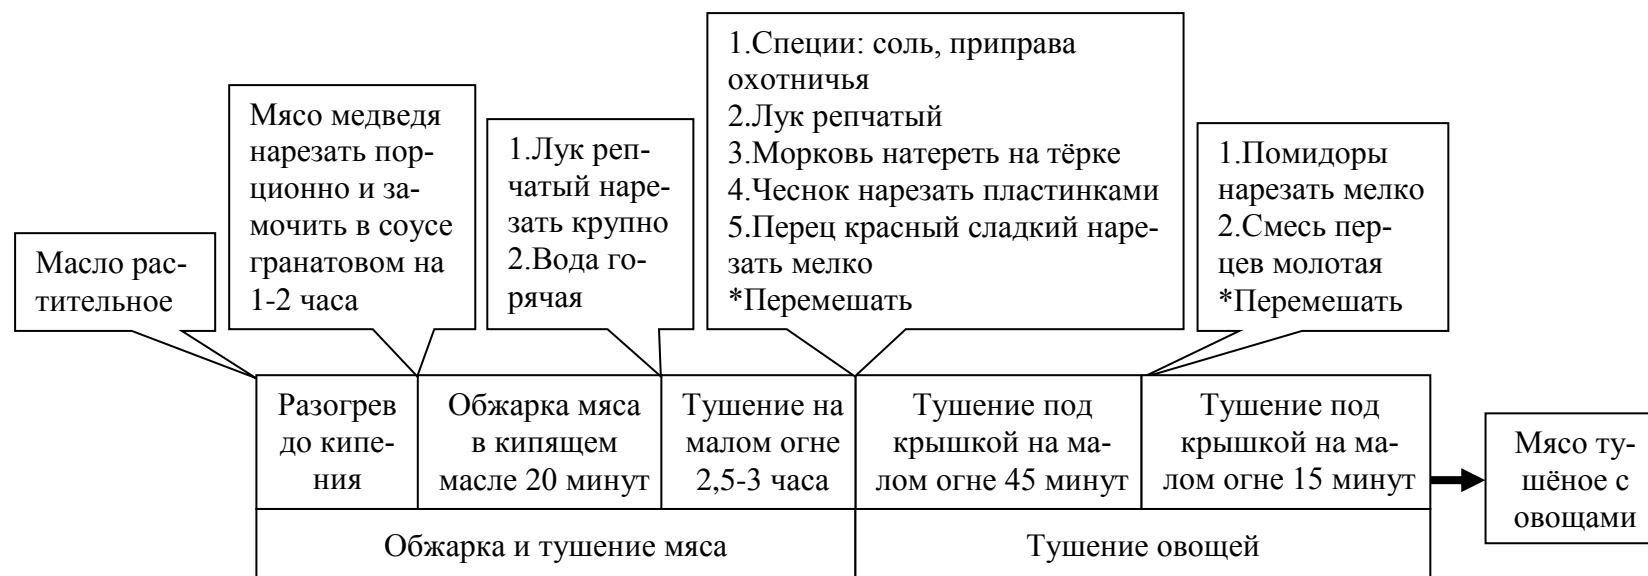 Масло рас-
тительное
Мясо медведя
нарезать пор-
ционно и за-
мочить в соусе
гранатовом на
1-2 часа
1.Лук реп-
чатый наре-
зать крупно
2.Вода го-
рячая
1.Специи: соль, приправа
охотничья
2.Лук репчатый
3.Морковь натереть на тёрке
4.Чеснок нарезать пластинками
5.Перец красный сладкий наре-
зать мелко
*Перемешать
1.Помидоры
нарезать мелко
2.Смесь пер-
цев молотая
*Перемешать
Разогрев
до кипе-
ния
Обжарка мяса
в кипящем
масле 20 минут
Тушение на
малом огне
2,5-3 часа
Тушение под
крышкой на ма-
лом огне 45 минут
Тушение под
крышкой на ма-
лом огне 15 минут
Мясо ту-
шёное с
овощами
Обжарка и тушение мяса
Тушение овощей